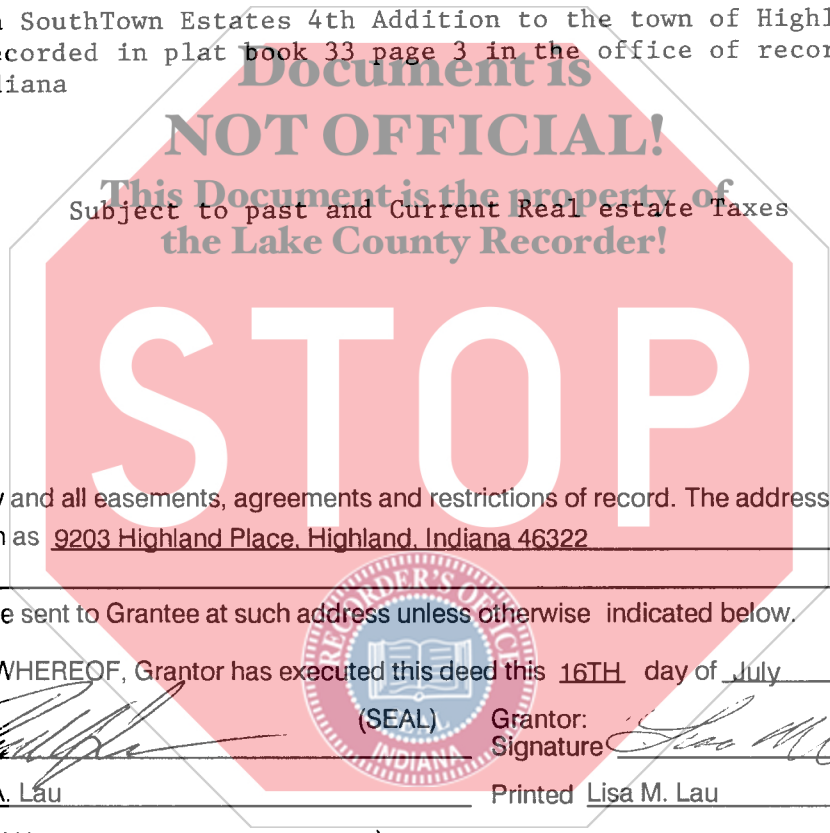 SouthTown Estates 4th Addition to the town of Highl
ecorded in plat book 33 page 3 in the office of recor
diana
Document is
NOT OFFICIAL!
This Document is the property of
Subject to past and Current Real estate Taxes
the Lake County Recorder!
STOP
y and all easements, agreements and restrictions of record. The address
n as 9203 Highland Place, Highland, Indiana 46322
RECORDER'S OFFICE
e sent to Grantee at such address unless otherwise indicated below.
WHEREOF, Grantor has executed this deed this 16TH day of July
(SEAL) Grantor:
Signature Lisa M.
INDIANA
A. Lau Printed Lisa M. Lau